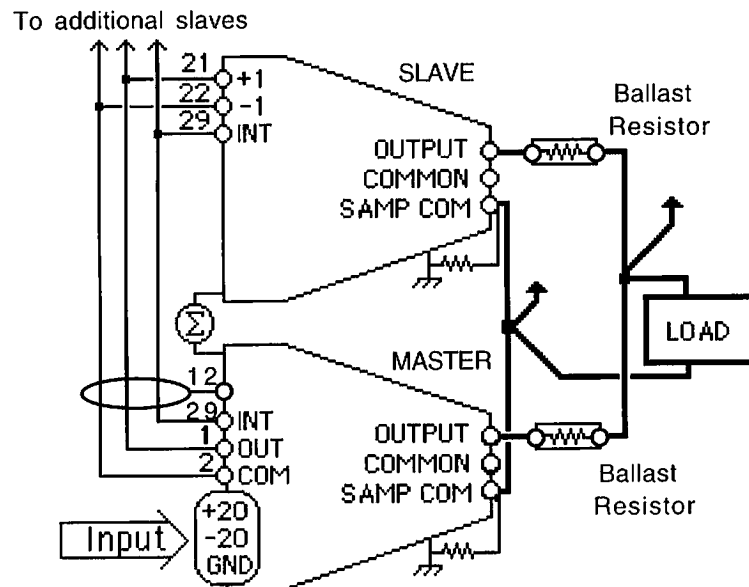 To additional slaves
21
+1
22
-1
29
INT
SLAVE
OUTPUT
COMMON
SAMP COM
Ballast
Resistor
Σ
LOAD
MASTER
12
29
INT
1
OUT
2
COM
OUTPUT
COMMON
SAMP COM
Ballast
Resistor
Input
+20
-20
GND